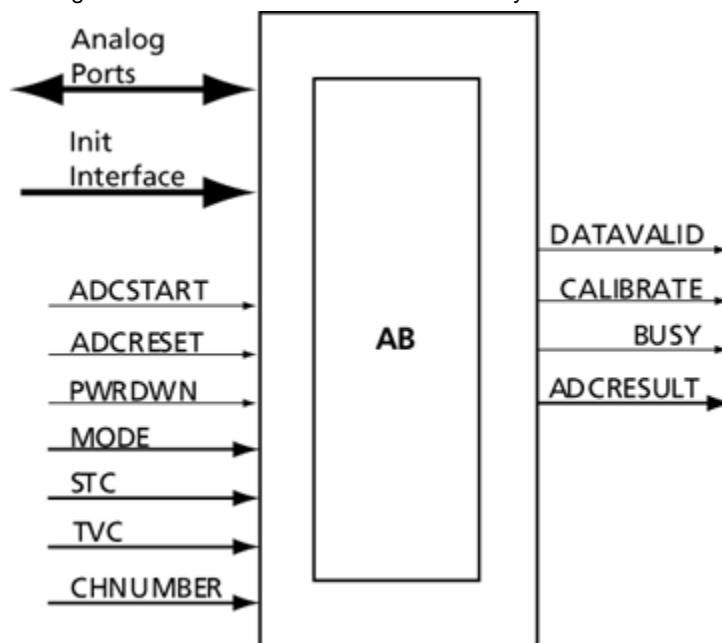 Analog
Ports
Init
Interface
ADCSTART
ADCRESET
PWRDWN
MODE
STC
TVC
CHNUMBER
AB
DATAVALID
CALIBRATE
BUSY
ADCRESULT